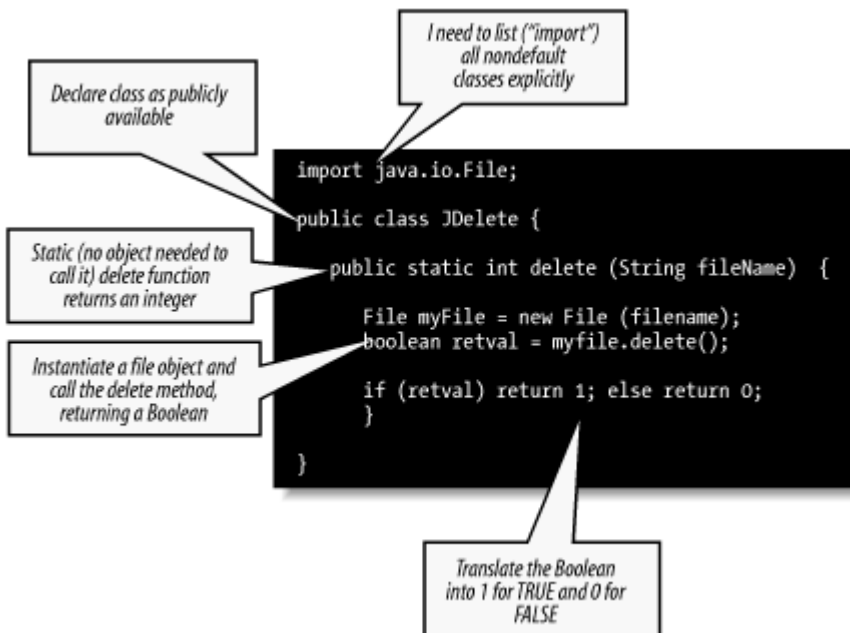 I need to list (“import”)
all nondefault
classes explicitly
Declare class as publicly
available
import java.io.File;
public class JDelete {
Static (no object needed to
call it) delete function
returns an integer
public static int delete (String fileName)  {
File myFile = new File (filename);
boolean retval = myfile.delete();
Instantiate a file object and
call the delete method,
returning a Boolean
if (retval) return 1; else return 0;
}
}
Translate the Boolean
into 1 for TRUE and 0 for
FALSE